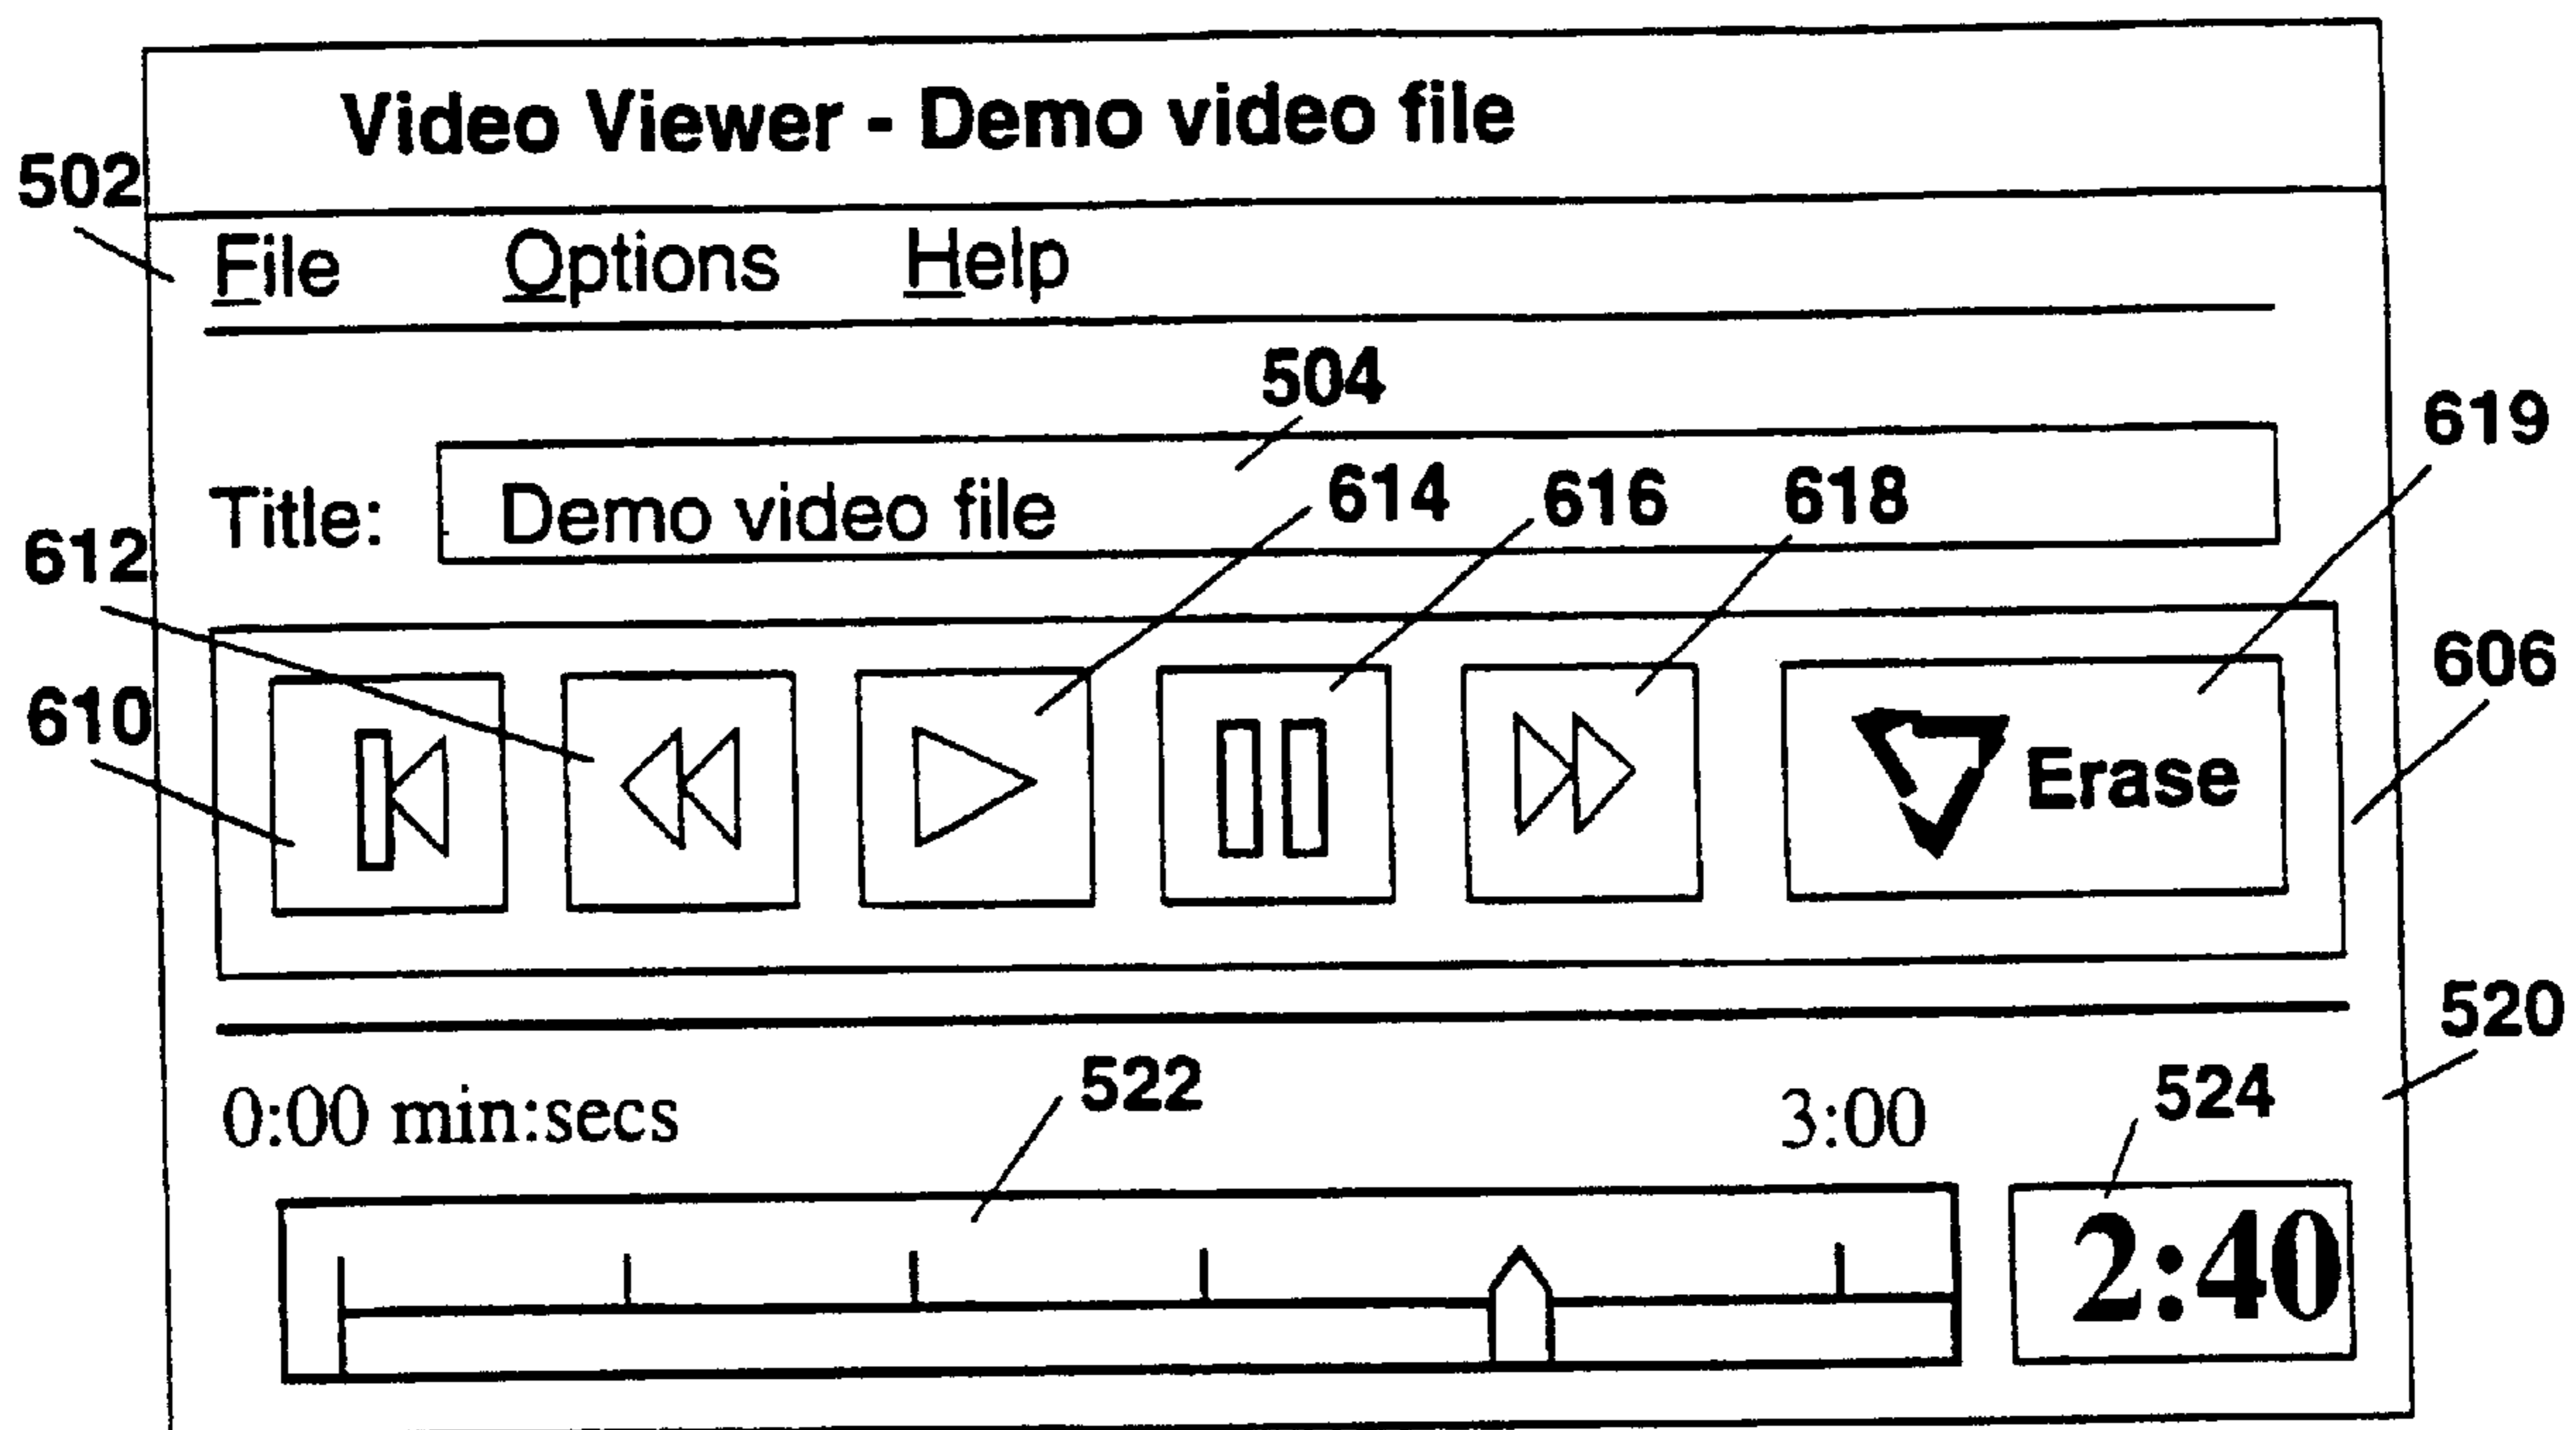 Video Viewer - Demo video file
502
File Options Help
504
619
Title: Demo video file
614 616 618
612
606
610
Erase
520
0:00 min:secs
522
3:00
524
2:40